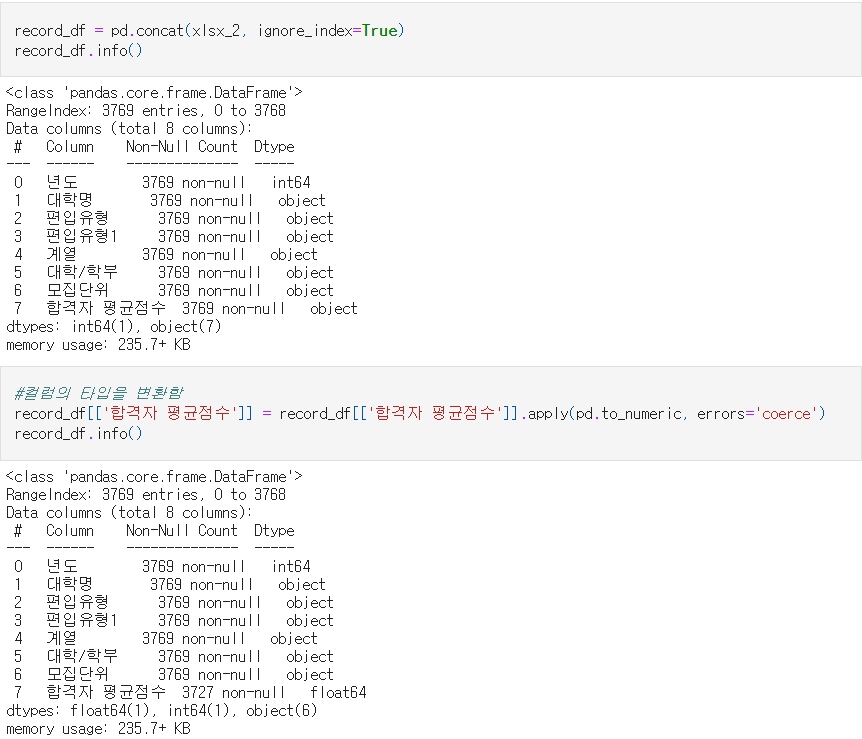 record_df = pd.concat(xlsx_2, ignore_index=True)
record_df.info()
<class 'pandas.core.frame.DataFrame'>
RangeIndex: 3769 entries, 0 to 3768
Data columns (total 8 columns):
 #   Column    Non-Null Count  Dtype
---  ------    --------------  -----
 0   년도        3769 non-null   int64
 1   대학명        3769 non-null   object
 2   편입유형       3769 non-null   object
 3   편입유형1      3769 non-null   object
 4   계열        3769 non-null   object
 5   대학/학부      3769 non-null   object
 6   모집단위       3769 non-null   object
 7   합격자 평균점수  3769 non-null   object
dtypes: int64(1), object(7)
memory usage: 235.7+ KB
#컬럼의 타입을 변환함
record_df[['합격자 평균점수']] = record_df[['합격자 평균점수']].apply(pd.to_numeric, errors='coerce')
record_df.info()
<class 'pandas.core.frame.DataFrame'>
RangeIndex: 3769 entries, 0 to 3768
Data columns (total 8 columns):
 #   Column    Non-Null Count  Dtype
---  ------    --------------  -----
 0   년도        3769 non-null   int64
 1   대학명        3769 non-null   object
 2   편입유형       3769 non-null   object
 3   편입유형1      3769 non-null   object
 4   계열        3769 non-null   object
 5   대학/학부      3769 non-null   object
 6   모집단위       3769 non-null   object
 7   합격자 평균점수  3727 non-null   float64
dtypes: float64(1), int64(1), object(6)
memory usage: 235.7+ KB